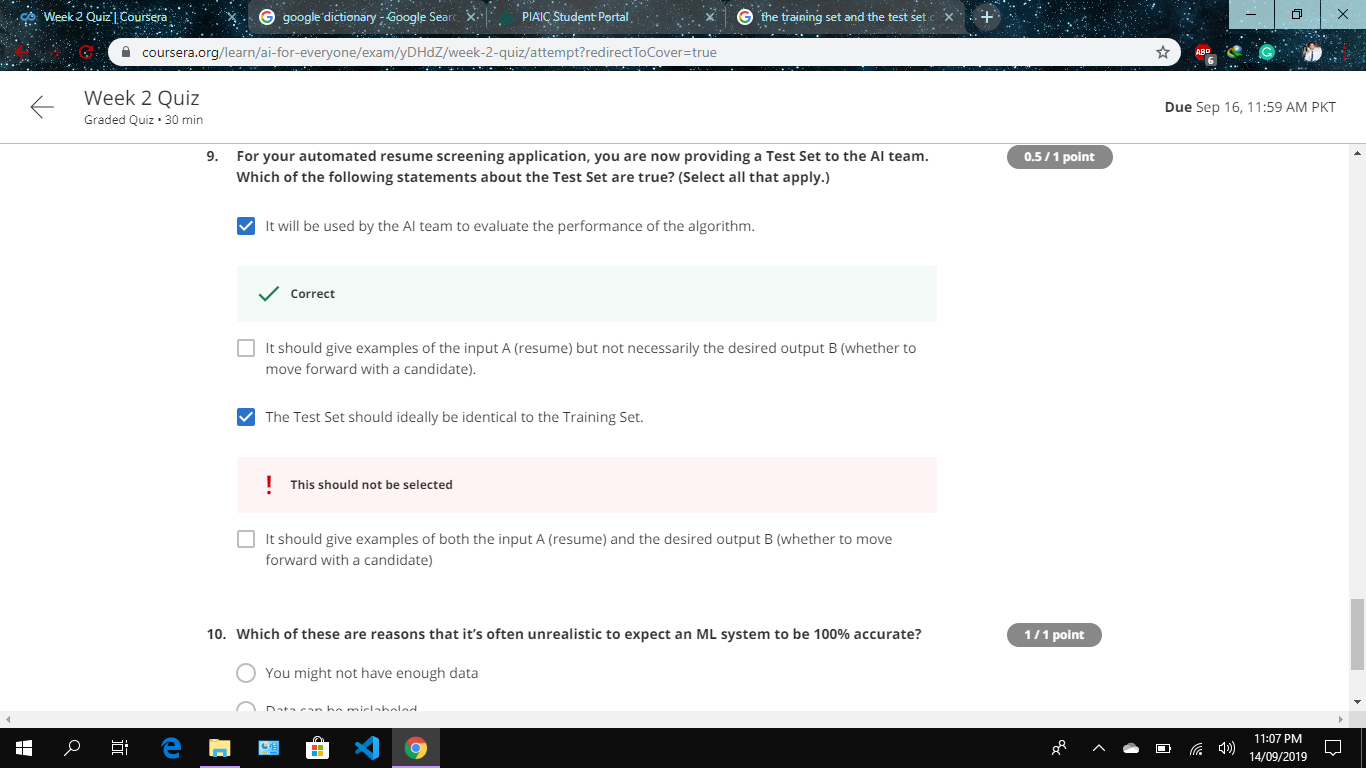 Week 2 Quiz | Coursera
google dictionary - Google Sear
PIAIC Student Portal
the training set and the test set
coursera.org/learn/ai-for-everyone/exam/yDHdZ/week-2-quiz/attempt?redirectToCover=true
ABP
6
G
Week 2 Quiz
Graded Quiz • 30 min
Due Sep 16, 11:59 AM PKT
9. For your automated resume screening application, you are now providing a Test Set to the AI team.
Which of the following statements about the Test Set are true? (Select all that apply.)
0.5 / 1 point
It will be used by the AI team to evaluate the performance of the algorithm.
Correct
It should give examples of the input A (resume) but not necessarily the desired output B (whether to
move forward with a candidate).
The Test Set should ideally be identical to the Training Set.
This should not be selected
It should give examples of both the input A (resume) and the desired output B (whether to move
forward with a candidate)
10. Which of these are reasons that it’s often unrealistic to expect an ML system to be 100% accurate?
1 / 1 point
You might not have enough data
Data can be mislabeled
11:07 PM
14/09/2019